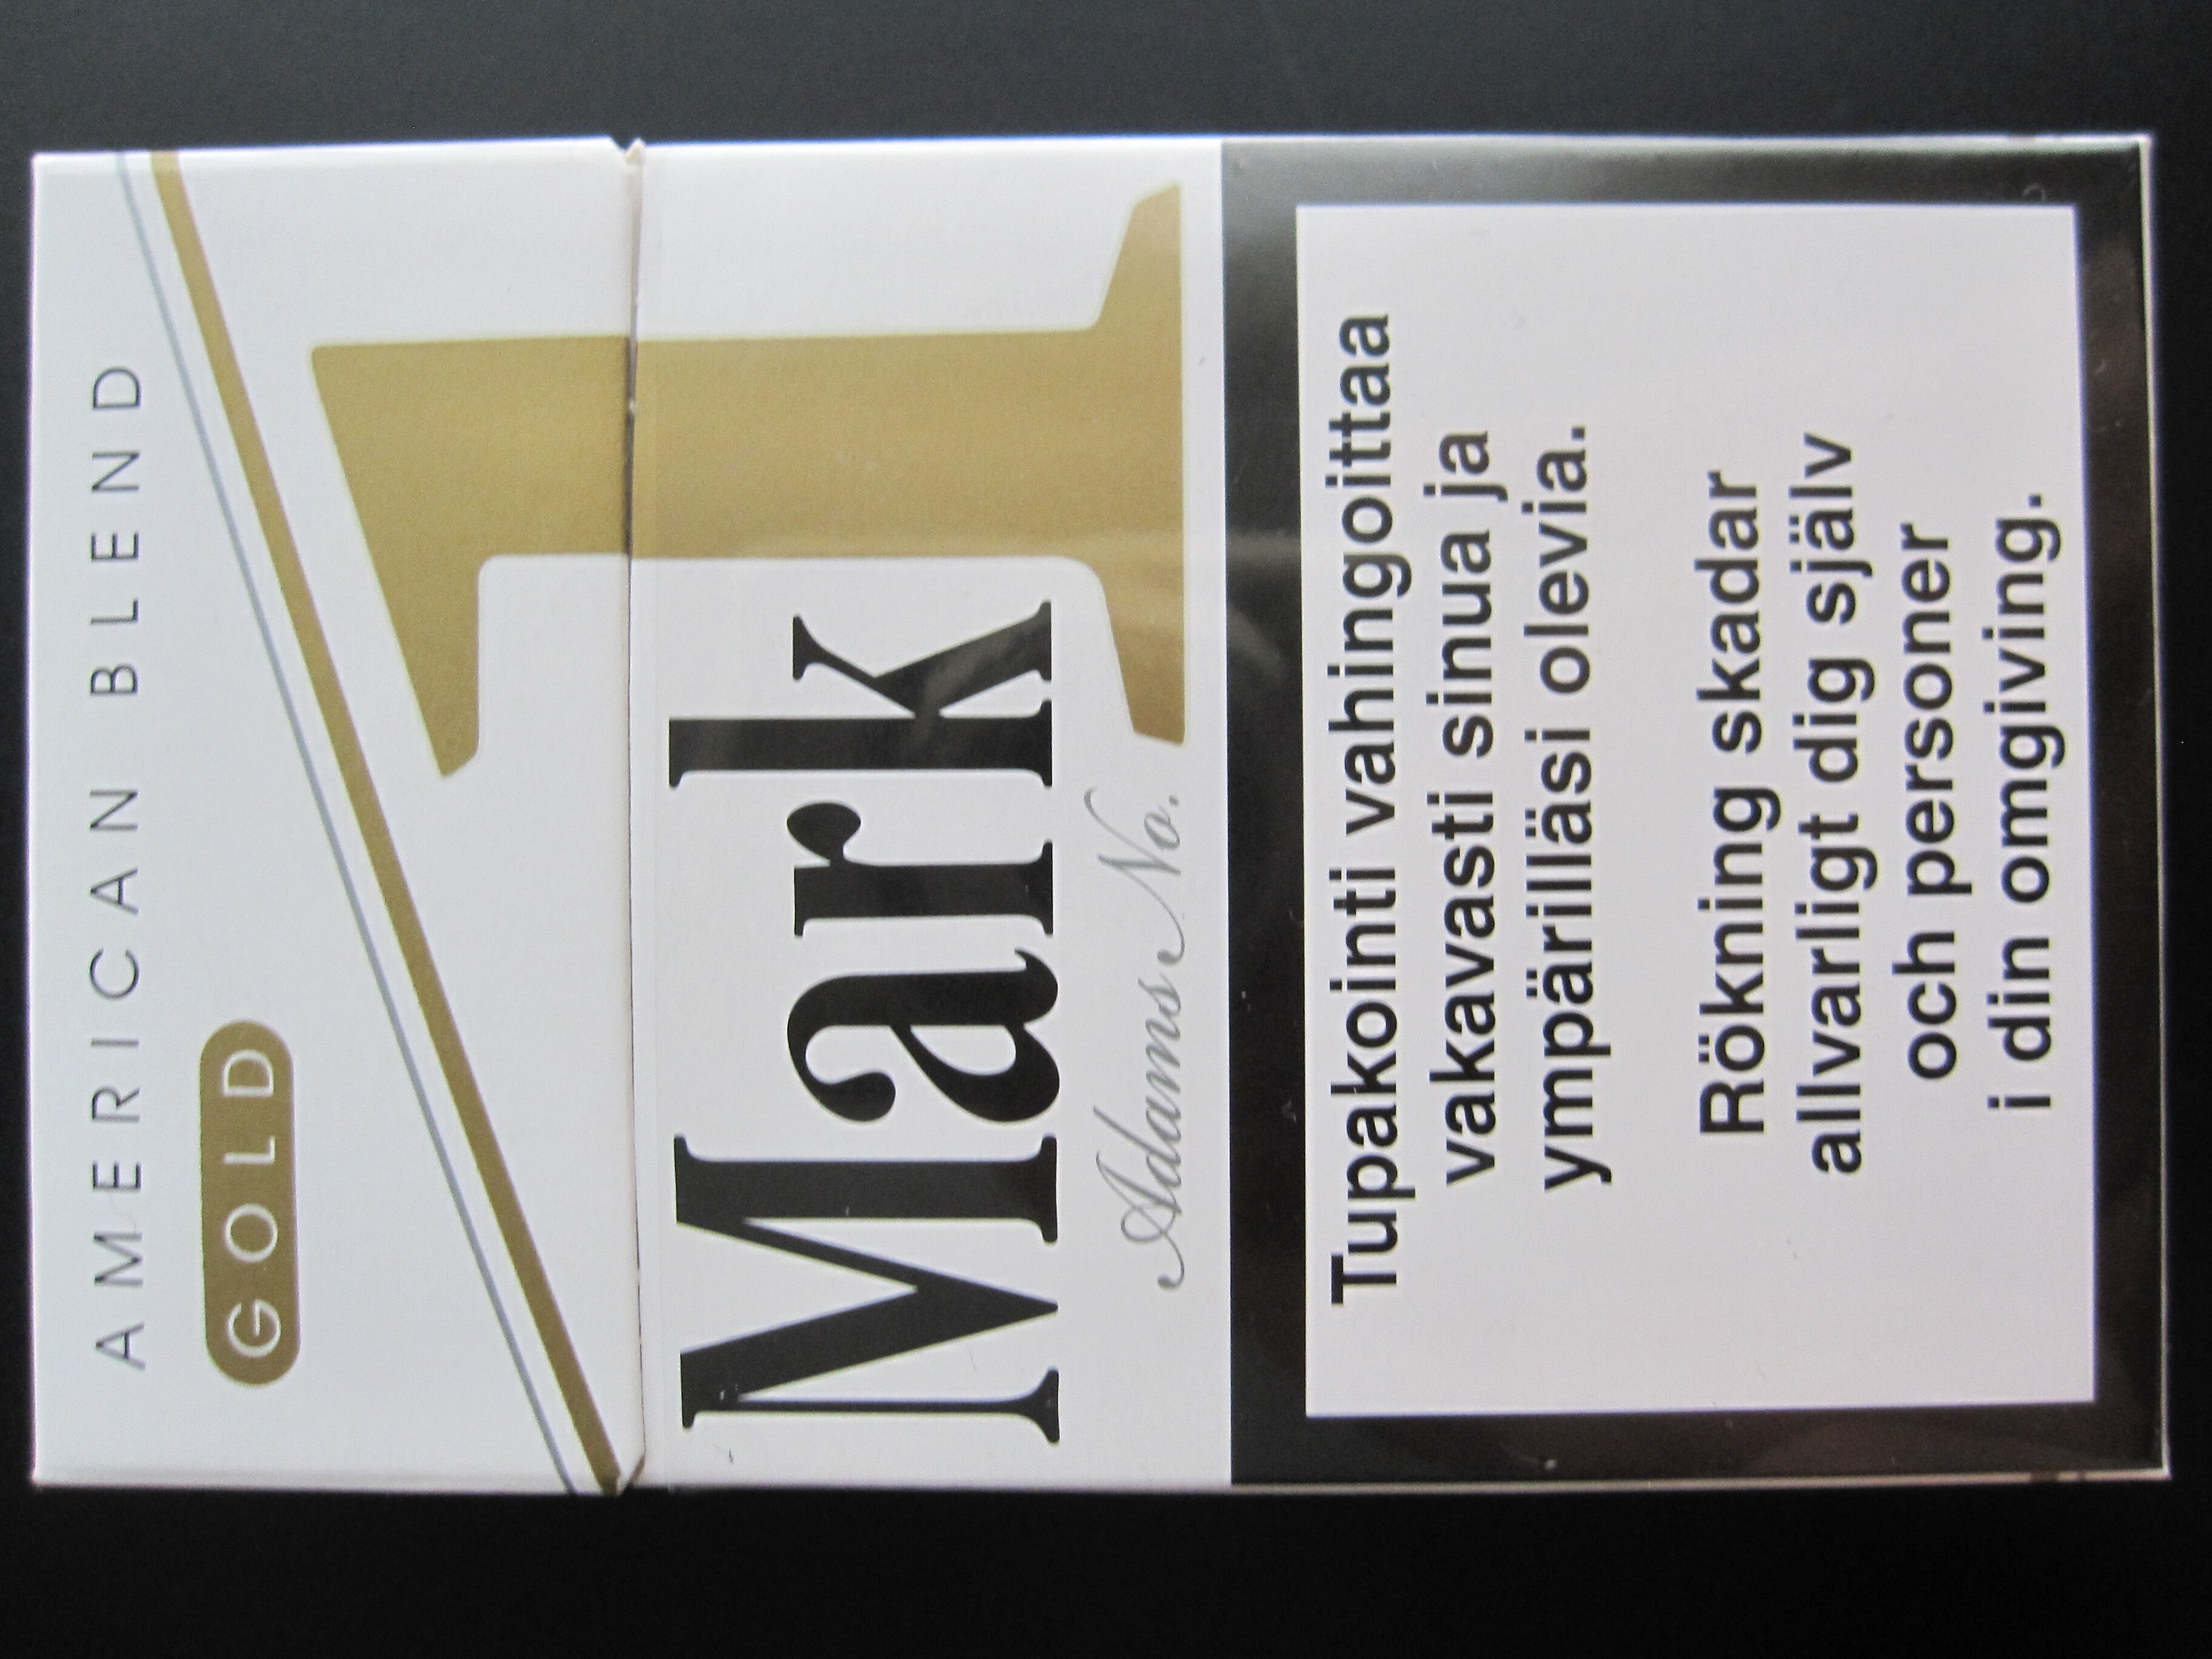 AMERICAN BLEND
GOLD
Mark
Adams No. 1
Tupakointi vahingoittaa
vakavasti sinua ja
ympärilläsi olevia.
Rökning skadar
allvarligt dig själv
och personer
i din omgiving.